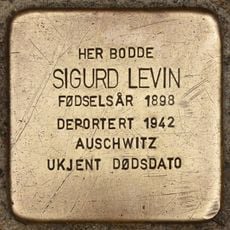 HER BODDE
SIGURD LEVIN
FØDSELSÅR 1898
DEPORTERT 1942
AUSCHWITZ
UKJENT DØDSDATO